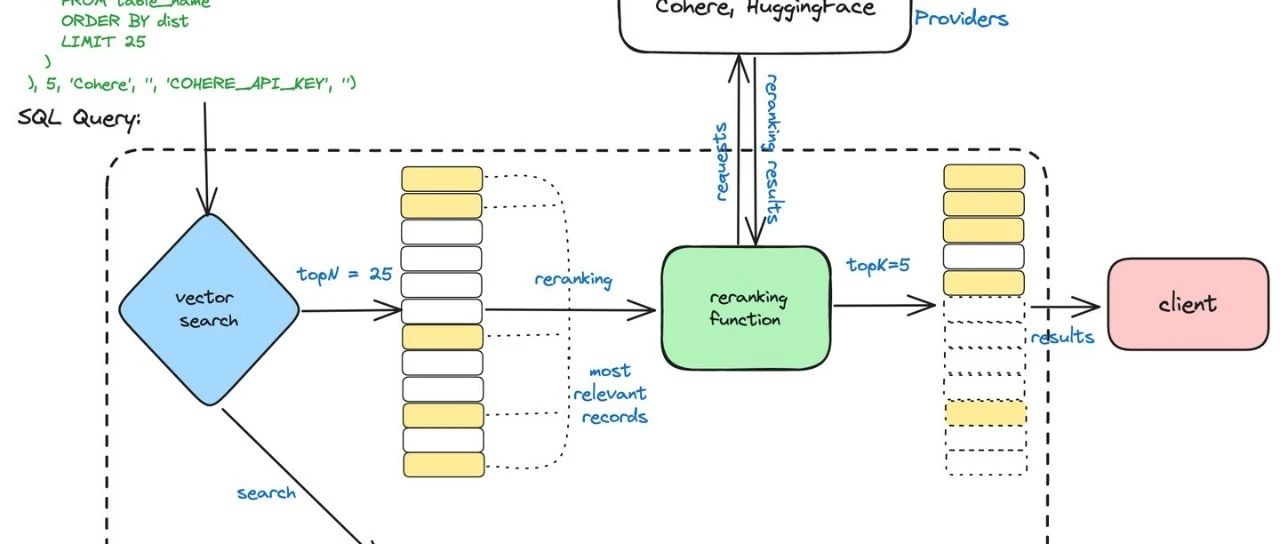 FROM table_name
ORDER BY dist
LIMIT 25
)
), 5, 'Cohere', '', 'COHERE_API_KEY', '')
SQL Query:
Cohere, HuggingFace
Providers
requests
reranking results
vector
search
topN = 25
reranking
most
relevant
records
reranking
function
topK=5
results
client
search